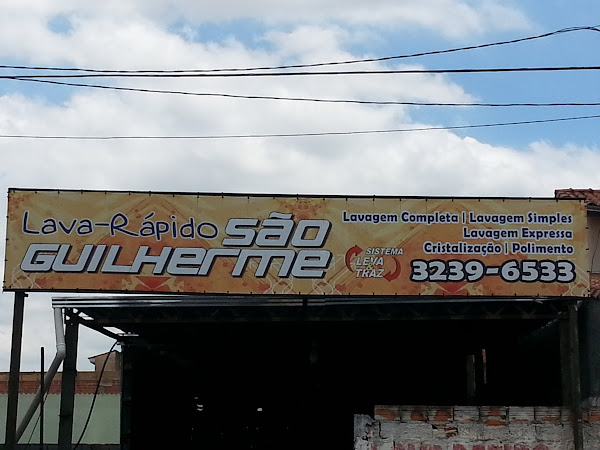 Lava-Rápido são
GUILHerme
SISTEMA
LEVA
E
TRAZ
Lavagem Completa | Lavagem Simples
Lavagem Expressa
Cristalização | Polimento
3239-6533